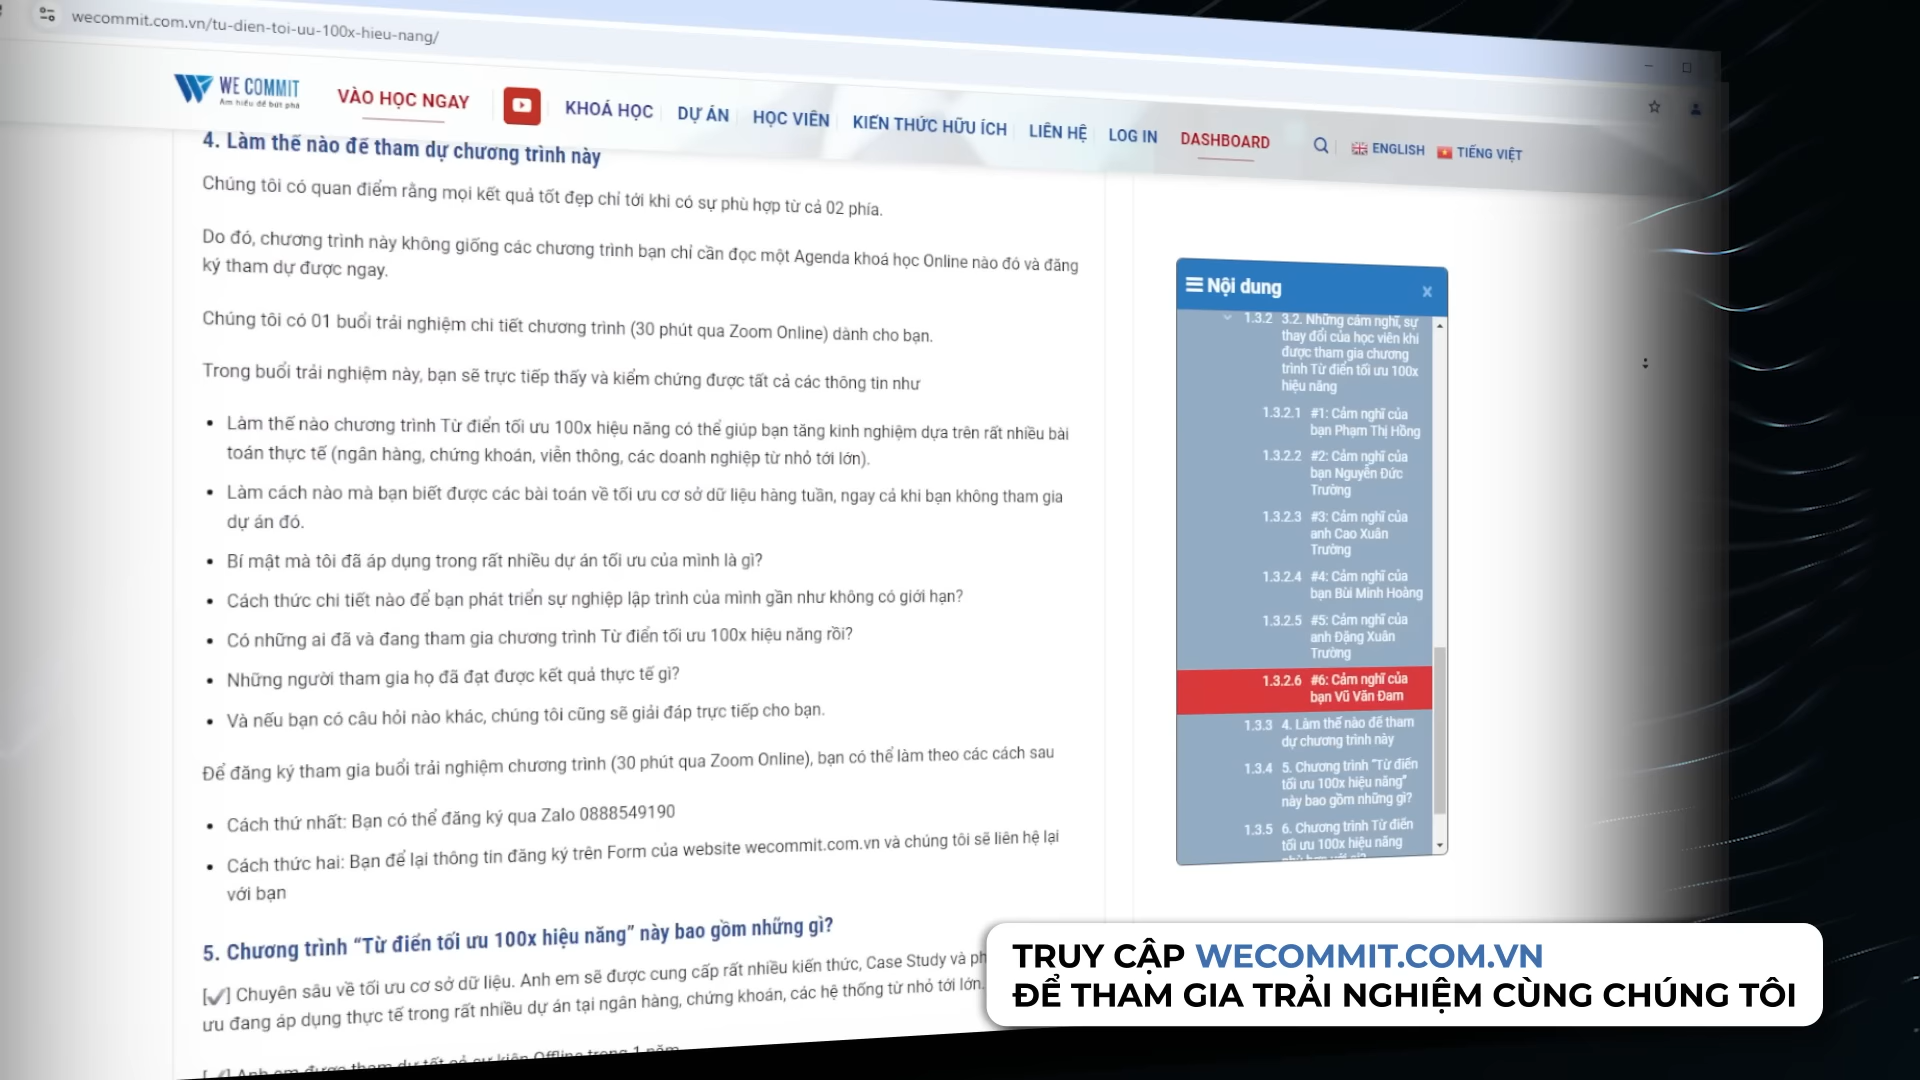 wecommit.com.vn/tu-dien-toi-uu-100x-hieu-nang/
WE COMMIT
Am hiểu để bứt phá
VÀO HỌC NGAY
KHOÁ HỌC
DỰ ÁN
HỌC VIÊN
KIẾN THỨC HỮU ÍCH
LIÊN HỆ
LOG IN
DASHBOARD
ENGLISH
TIẾNG VIỆT
4. Làm thế nào để tham dự chương trình này
Chúng tôi có quan điểm rằng mọi kết quả tốt đẹp chỉ tới khi có sự phù hợp từ cả 02 phía.
Do đó, chương trình này không giống các chương trình bạn chỉ cần đọc một Agenda khoá học Online nào đó và đăng
ký tham dự được ngay.
Chúng tôi có 01 buổi trải nghiệm chi tiết chương trình (30 phút qua Zoom Online) dành cho bạn.
Trong buổi trải nghiệm này, bạn sẽ trực tiếp thấy và kiểm chứng được tất cả các thông tin như
• Làm thế nào chương trình Từ điển tối ưu 100x hiệu năng có thể giúp bạn tăng kinh nghiệm dựa trên rất nhiều bài
toán thực tế (ngân hàng, chứng khoán, viễn thông, các doanh nghiệp từ nhỏ tới lớn).
• Làm cách nào mà bạn biết được các bài toán về tối ưu cơ sở dữ liệu hàng tuần, ngay cả khi bạn không tham gia
dự án đó.
• Bí mật mà tôi đã áp dụng trong rất nhiều dự án tối ưu của mình là gì?
• Cách thức chi tiết nào để bạn phát triển sự nghiệp lập trình của mình gần như không có giới hạn?
• Có những ai đã và đang tham gia chương trình Từ điển tối ưu 100x hiệu năng rồi?
• Những người tham gia họ đã đạt được kết quả thực tế gì?
• Và nếu bạn có câu hỏi nào khác, chúng tôi cũng sẽ giải đáp trực tiếp cho bạn.
Để đăng ký tham gia buổi trải nghiệm chương trình (30 phút qua Zoom Online), bạn có thể làm theo các cách sau
• Cách thứ nhất: Bạn có thể đăng ký qua Zalo 0888549190
• Cách thức hai: Bạn để lại thông tin đăng ký trên Form của website wecommit.com.vn và chúng tôi sẽ liên hệ lại
với bạn
5. Chương trình “Từ điển tối ưu 100x hiệu năng” này bao gồm những gì?
[✓] Chuyên sâu về tối ưu cơ sở dữ liệu. Anh em sẽ được cung cấp rất nhiều kiến thức, Case Study và
ưu đang áp dụng thực tế trong rất nhiều dự án tại ngân hàng, chứng khoán, các hệ thống từ nhỏ tới lớn.
[✓] Anh em được tham dự tất cả sự kiện Offline trong 1 năm
Nội dung
x
1.3.2 3.2. Những cảm nghĩ, sự
thay đổi của học viên khi
được tham gia chương
trình Từ điển tối ưu 100x
hiệu năng
1.3.2.1 #1: Cảm nghĩ của
bạn Phạm Thị Hồng
1.3.2.2 #2: Cảm nghĩ của
bạn Nguyễn Đức
Trường
1.3.2.3 #3: Cảm nghĩ của
anh Cao Xuân
Trường
1.3.2.4 #4: Cảm nghĩ của
bạn Bùi Minh Hoàng
1.3.2.5 #5: Cảm nghĩ của
anh Đặng Xuân
Trường
1.3.2.6 #6: Cảm nghĩ của
bạn Vũ Văn Đam
1.3.3 4. Làm thế nào để tham
dự chương trình này
1.3.4 5. Chương trình “Từ điển
tối ưu 100x hiệu năng”
này bao gồm những gì?
1.3.5 6. Chương trình Từ điển
tối ưu 100x hiệu năng
phù hợp với ai?
TRUY CẬP WECOMMIT.COM.VN
ĐỂ THAM GIA TRẢI NGHIỆM CÙNG CHÚNG TÔI